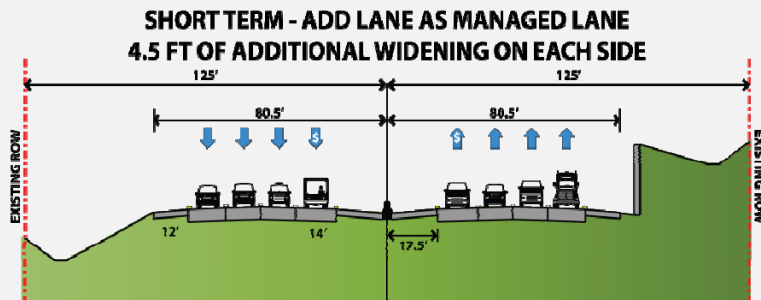 SHORT TERM - ADD LANE AS MANAGED LANE
4.5 FT OF ADDITIONAL WIDENING ON EACH SIDE
125' 125'
80.5' 80.5'
$ $
EXISTING ROW
EXISTING ROW
12' 14' 17.5'